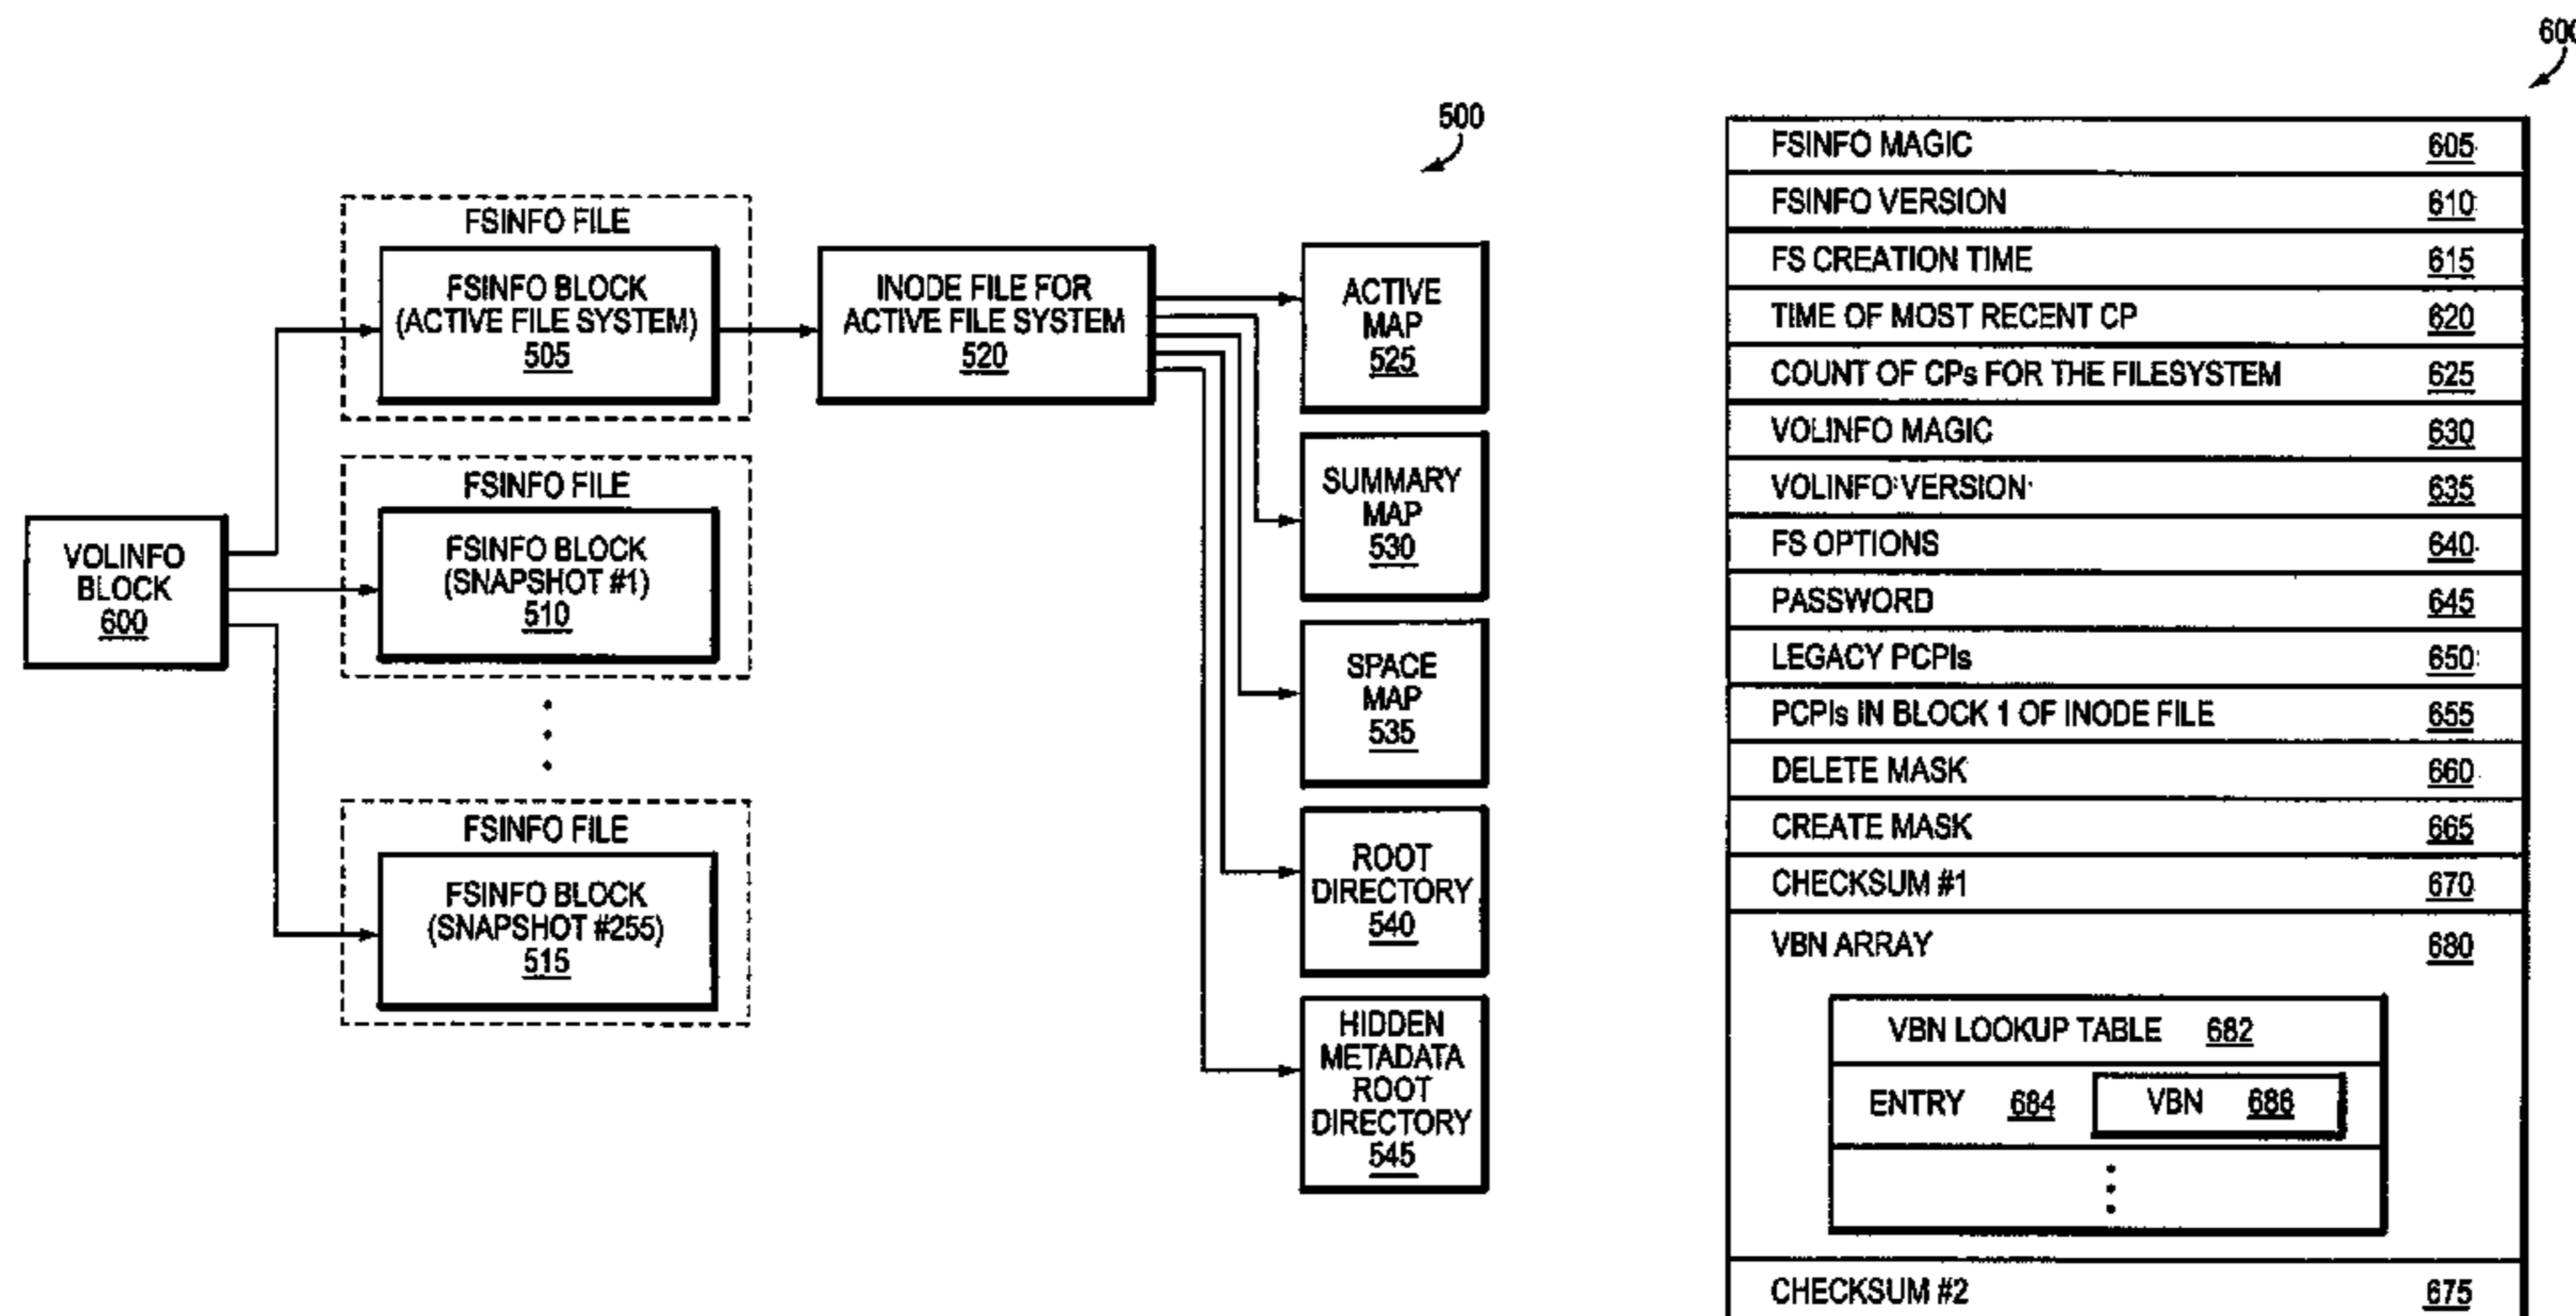 500
FSINFO FILE
FSINFO BLOCK
(ACTIVE FILE SYSTEM)
505
INODE FILE FOR
ACTIVE FILE SYSTEM
520
FSINFO FILE
FSINFO BLOCK
(SNAPSHOT #1)
510
VOLINFO
BLOCK
600
FSINFO FILE
FSINFO BLOCK
(SNAPSHOT #255)
515
ACTIVE
MAP
525
SUMMARY
MAP
530
SPACE
MAP
535
ROOT
DIRECTORY
540
HIDDEN
METADATA
ROOT
DIRECTORY
545
600
FSINFO MAGIC 605
FSINFO VERSION 610
FS CREATION TIME 615
TIME OF MOST RECENT CP 620
COUNT OF CPs FOR THE FILESYSTEM 625
VOLINFO MAGIC 630
VOLINFO VERSION 635
FS OPTIONS 640
PASSWORD 645
LEGACY PCPIs 650
PCPIs IN BLOCK 1 OF INODE FILE 655
DELETE MASK 660
CREATE MASK 665
CHECKSUM #1 670
VBN ARRAY 680
VBN LOOKUP TABLE 682
ENTRY 684 VBN 686
CHECKSUM #2 675